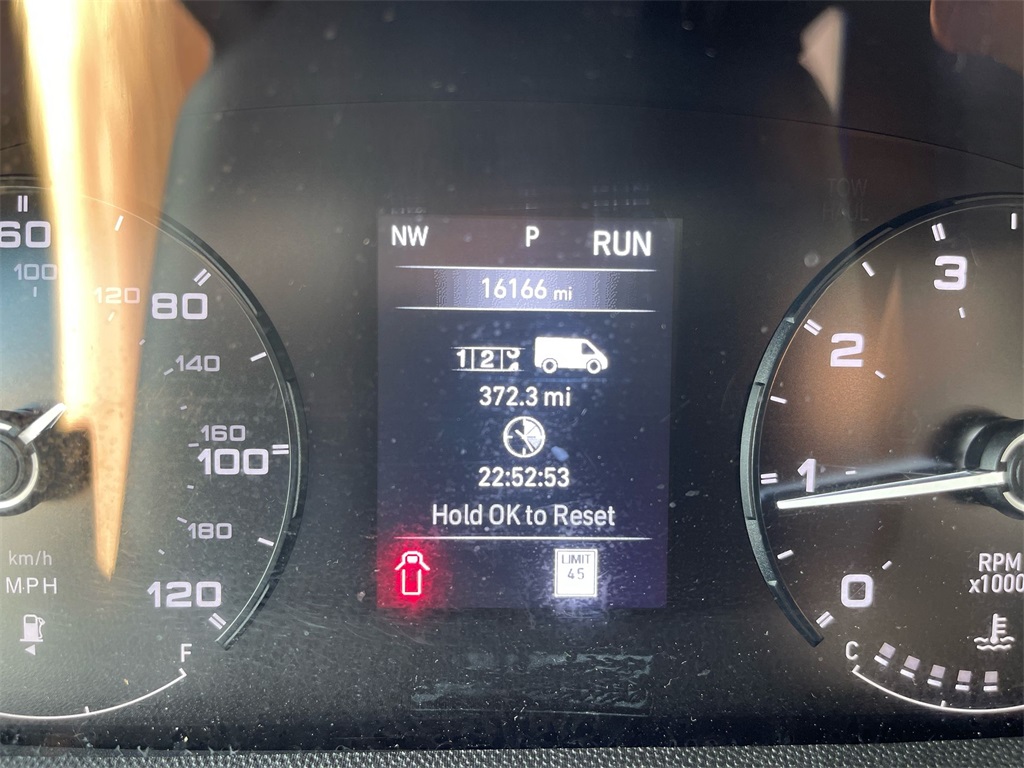 NW P RUN
16166 mi
1 2
372.3 mi
22:52:53
Hold OK to Reset
LIMIT
45
60
100
120
80
140
160
100
180
120
km/h
MPH
F
TOW
HAUL
3
2
1
0
RPM
x1000
C